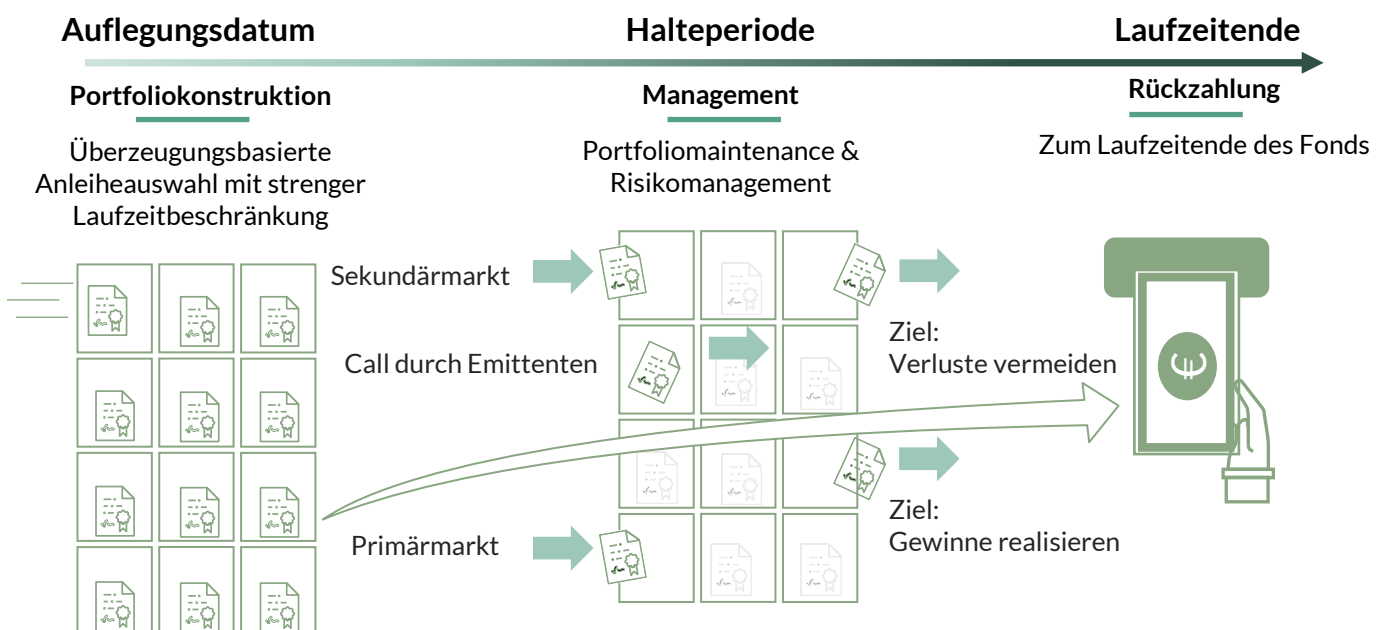 Auflegungsdatum
Halteperiode
Laufzeitende
Portfoliokonstruktion
Management
Rückzahlung
Überzeugungsbasierte
Anleiheauswahl mit strenger
Laufzeitbeschränkung
Portfoliomaintenance &
Risikomanagement
Zum Laufzeitende des Fonds
Sekundärmarkt
Call durch Emittenten
Primärmarkt
Ziel:
Verluste vermeiden
Ziel:
Gewinne realisieren